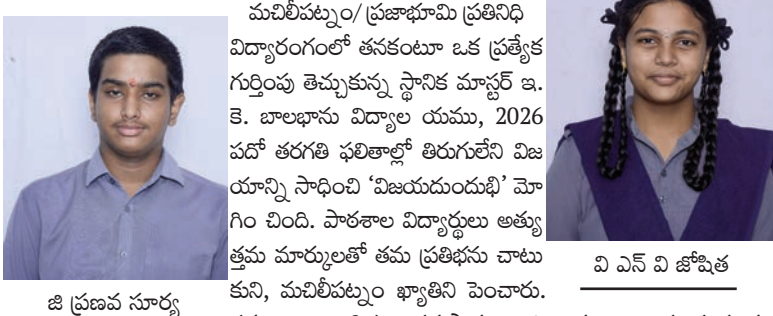 మచిలీపట్నం/ప్రజాభూమి ప్రతినిధి
విద్యారంగంలో తనకంటూ ఒక ప్రత్యేక
గుర్తింపు తెచ్చుకున్న స్థానిక మాస్టర్ ఇ.
కె. బాలభాను విద్యాల యము, 2026
పదో తరగతి ఫలితాల్లో తిరుగులేని విజ
యాన్ని సాధించి ‘విజయదుందుభి’ మో
గిం చింది. పాఠశాల విద్యార్థులు అత్యు
త్తమ మార్కులతో తమ ప్రతిభను చాటు
కుని, మచిలీపట్నం ఖ్యాతిని పెంచారు.
జి ప్రణవ సూర్య
వి ఎన్ వి జోషిత